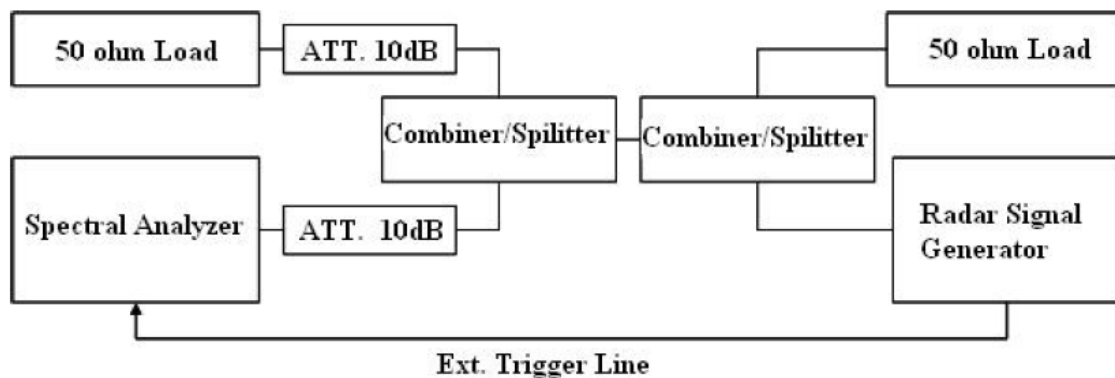 50 ohm Load
ATT. 10dB
50 ohm Load
Combiner/Spilitter
Combiner/Spilitter
Spectral Analyzer
ATT. 10dB
Radar Signal
Generator
Ext. Trigger Line